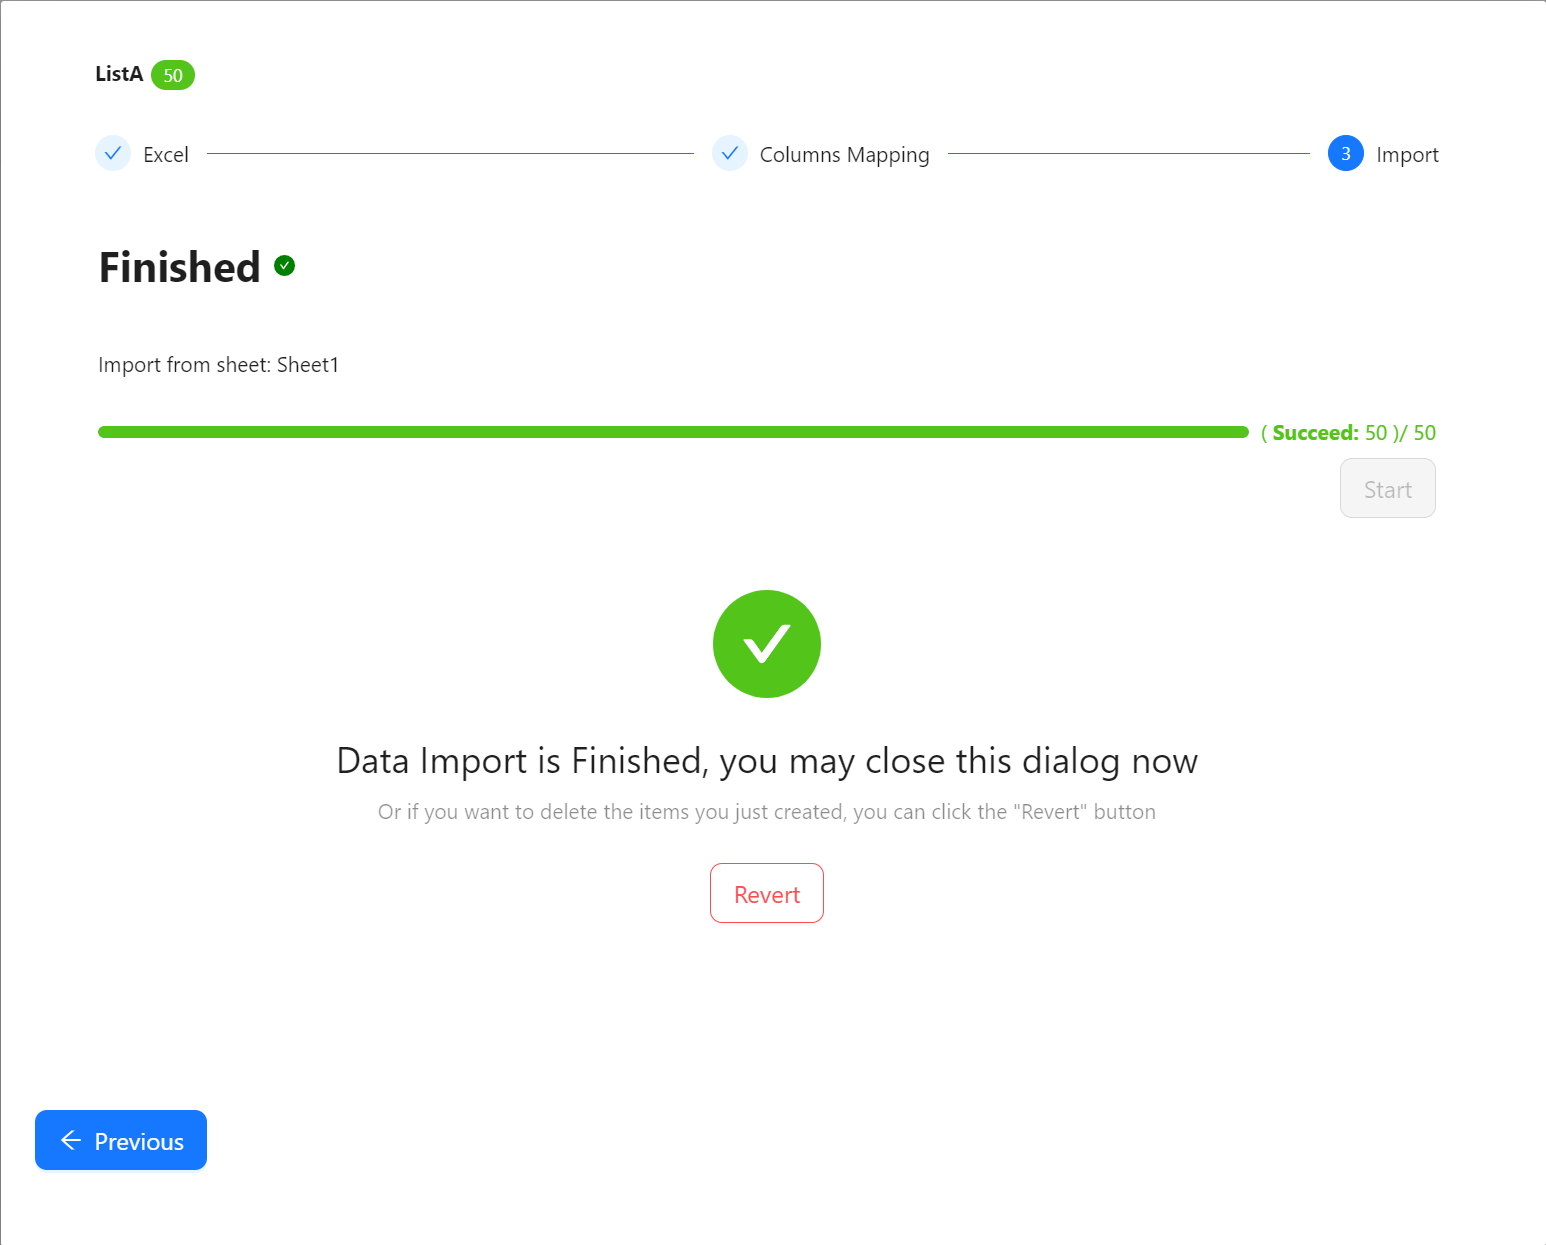 ListA 50
Excel Columns Mapping 3 Import
Finished
Import from sheet: Sheet1
( Succeed: 50 )/ 50
Start
Data Import is Finished, you may close this dialog now
Or if you want to delete the items you just created, you can click the "Revert" button
Revert
Previous